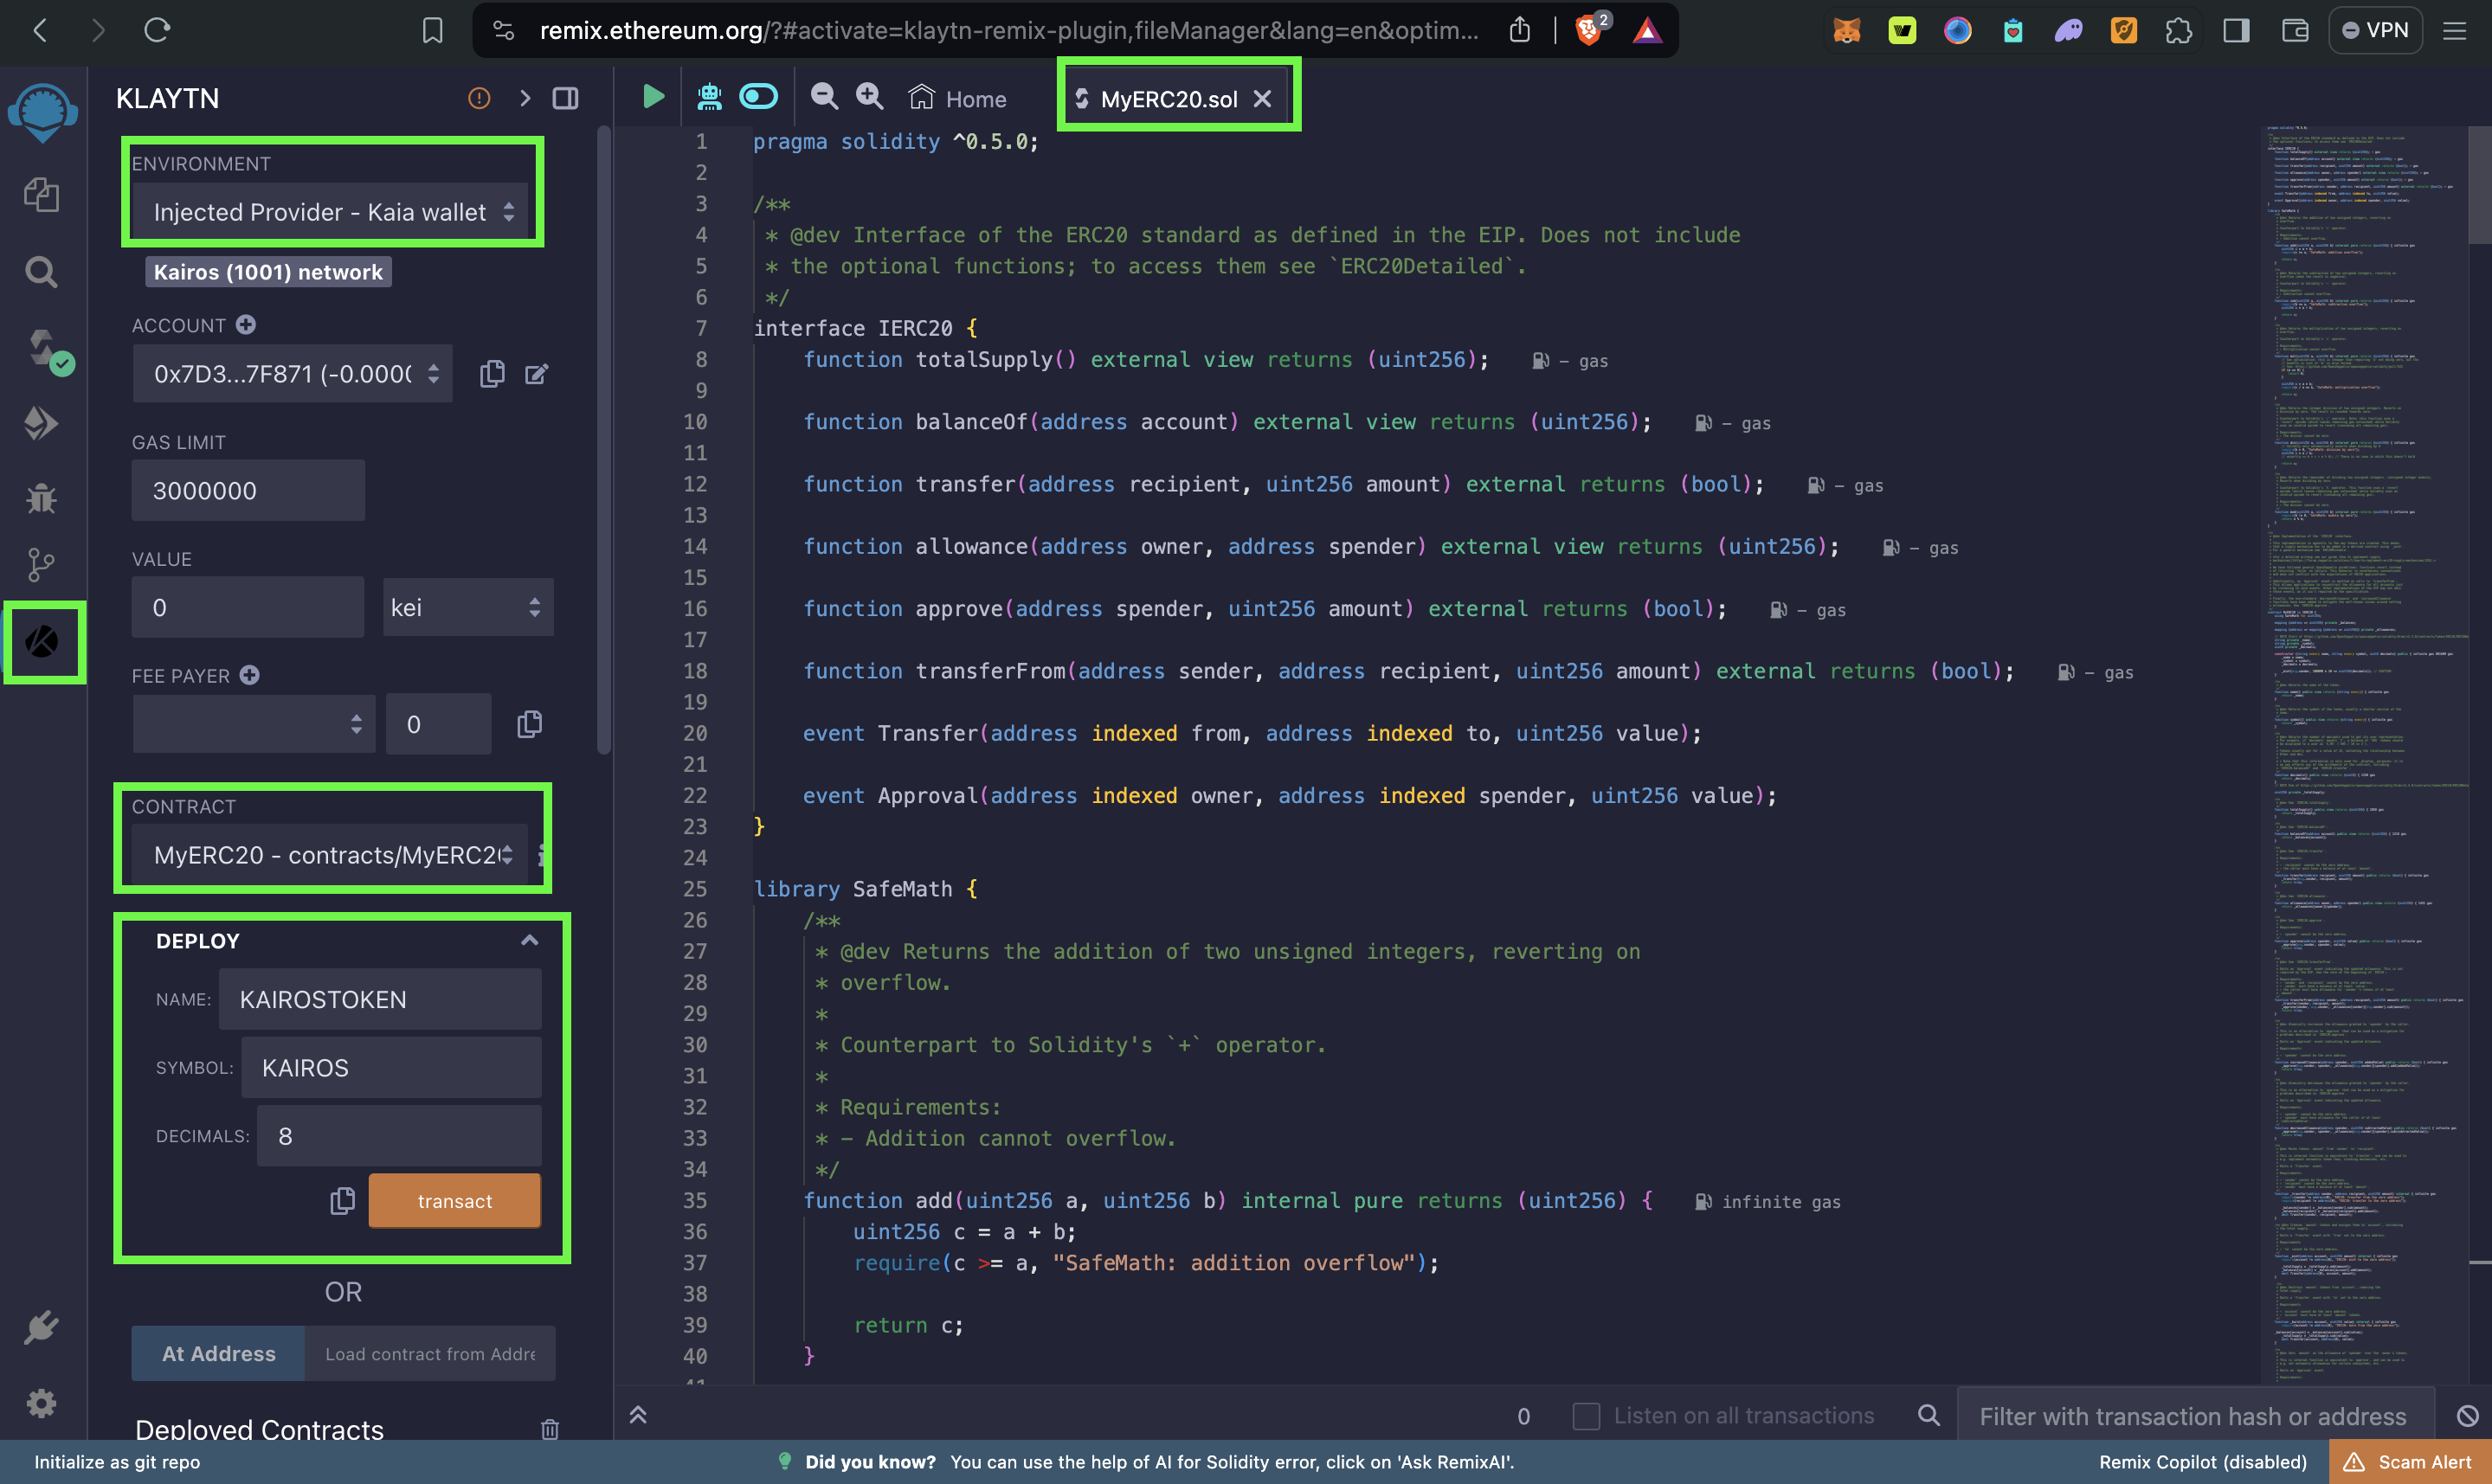 remix.ethereum.org/?#activate=klaytn-remix-plugin,fileManager&lang=en&optim...
2
VPN
KLAYTN
ENVIRONMENT
Injected Provider - Kaia wallet
Kairos (1001) network
ACCOUNT
0x7D3...7F871 (-0.000(
GAS LIMIT
3000000
VALUE
0
kei
FEE PAYER
0
CONTRACT
MyERC20 - contracts/MyERC20
DEPLOY
NAME: KAIROSTOKEN
SYMBOL: KAIROS
DECIMALS: 8
transact
OR
At Address
Load contract from Addre
Deployed Contracts
Home
MyERC20.sol
1 pragma solidity ^0.5.0;
2
3 /**
4 * @dev Interface of the ERC20 standard as defined in the EIP. Does not include
5 * the optional functions; to access them see `ERC20Detailed`.
6 */
7 interface IERC20 {
8 function totalSupply() external view returns (uint256); - gas
9
10 function balanceOf(address account) external view returns (uint256); - gas
11
12 function transfer(address recipient, uint256 amount) external returns (bool); - gas
13
14 function allowance(address owner, address spender) external view returns (uint256); - gas
15
16 function approve(address spender, uint256 amount) external returns (bool); - gas
17
18 function transferFrom(address sender, address recipient, uint256 amount) external returns (bool); - gas
19
20 event Transfer(address indexed from, address indexed to, uint256 value);
21
22 event Approval(address indexed owner, address indexed spender, uint256 value);
23 }
24
25 library SafeMath {
26 /**
27 * @dev Returns the addition of two unsigned integers, reverting on
28 * overflow.
29 *
30 * Counterpart to Solidity's `+` operator.
31 *
32 * Requirements:
33 * - Addition cannot overflow.
34 */
35 function add(uint256 a, uint256 b) internal pure returns (uint256) { infinite gas
36 uint256 c = a + b;
37 require(c >= a, "SafeMath: addition overflow");
38
39 return c;
40 }
41
0
Listen on all transactions
Filter with transaction hash or address
Initialize as git repo
Did you know? You can use the help of AI for Solidity error, click on 'Ask RemixAI'.
Remix Copilot (disabled)
Scam Alert